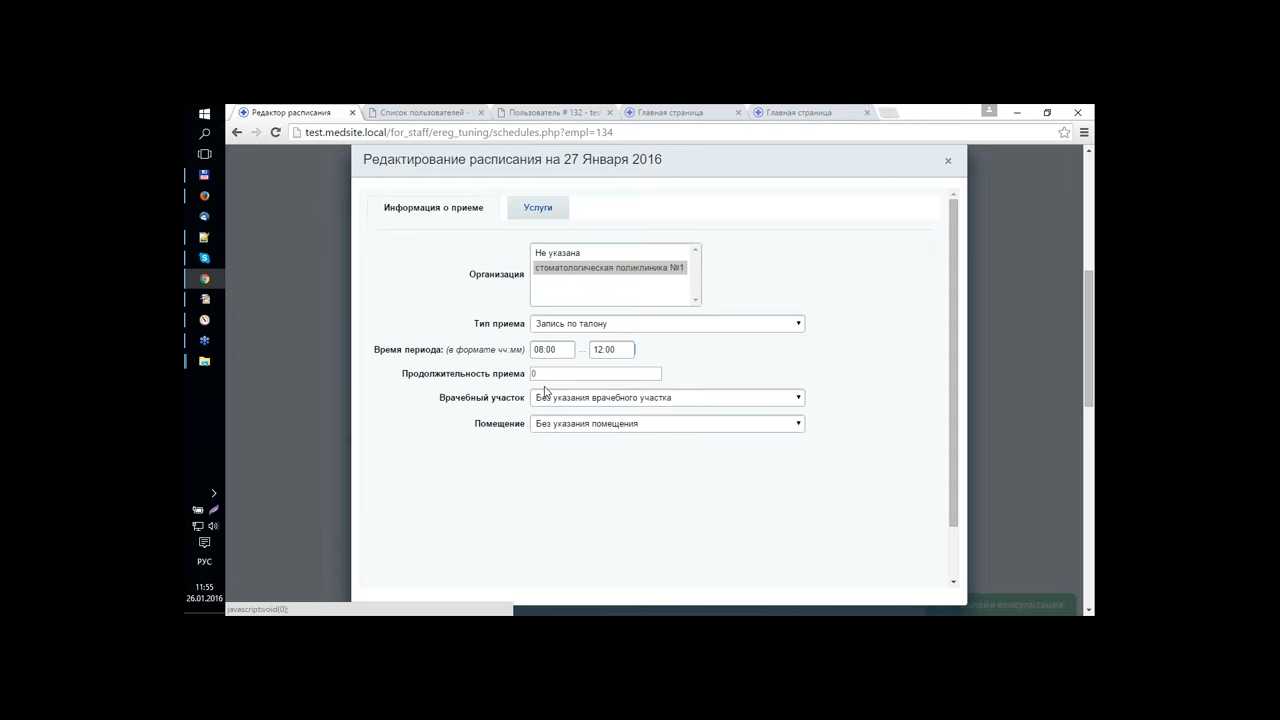 Редактор расписания
Список пользователей -
Пользователь # 132 - tes
Главная страница
Главная страница
test.medsite.local/for_staff/ereg_tuning/schedules.php?empl=134
Редактирование расписания на 27 Января 2016
Информация о приеме
Услуги
Организация
Не указана
стоматологическая поликлиника №1
Тип приема
Запись по талону
Время периода: (в формате чч:мм)
08:00 ... 12:00
Продолжительность приема
0
Врачебный участок
Без указания врачебного участка
Помещение
Без указания помещения
РУС
11:55
26.01.2016
javascript:void(0);
нлайн консультация